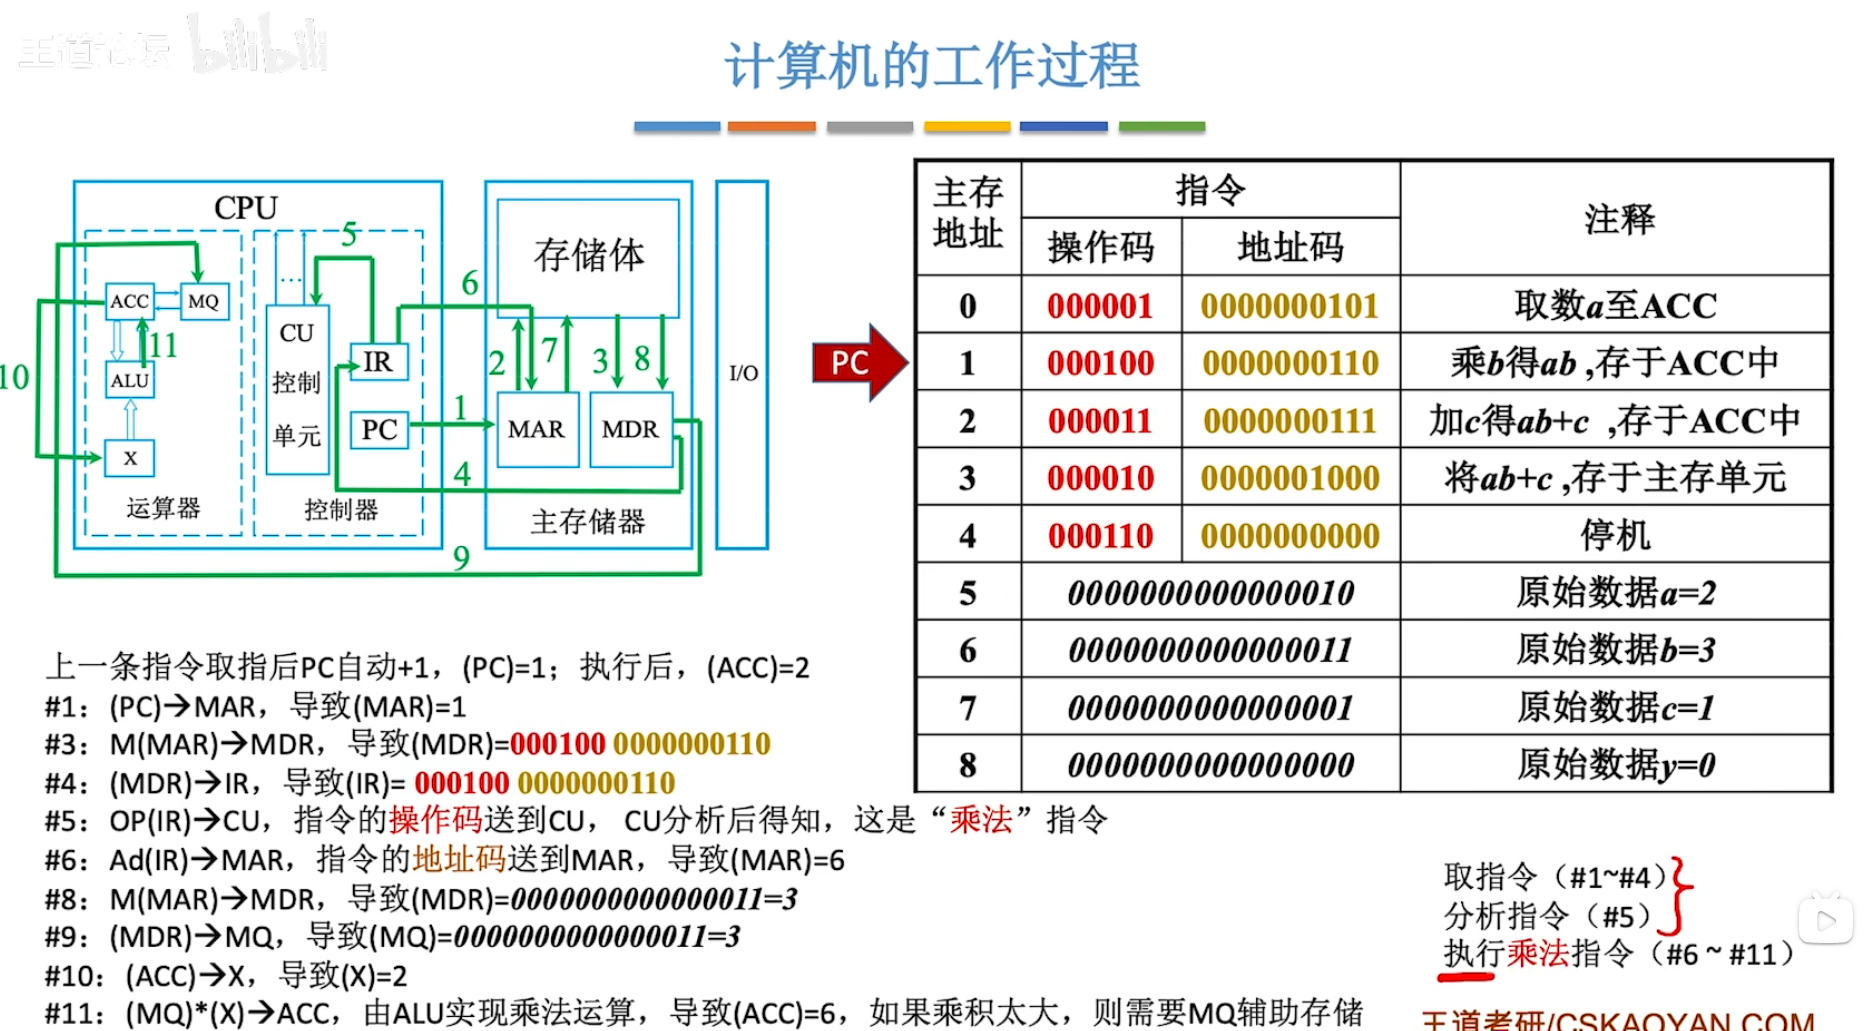 王道论坛 bilibili
计算机的工作过程
CPU
ACC
MQ
ALU
X
运算器
CU
控制
单元
...
IR
PC
控制器
存储体
MAR
MDR
主存储器
I/O
1
2
3
4
5
6
7
8
9
10
11
PC
主存地址 指令 注释
操作码 地址码
0 000001 0000000101 取数a至ACC
1 000100 0000000110 乘b得ab ,存于ACC中
2 000011 0000000111 加c得ab+c ,存于ACC中
3 000010 0000001000 将ab+c ,存于主存单元
4 000110 0000000000 停机
5 0000000000000010 原始数据a=2
6 0000000000000011 原始数据b=3
7 0000000000000001 原始数据c=1
8 0000000000000000 原始数据y=0
上一条指令取指后PC自动+1，(PC)=1；执行后，(ACC)=2
#1：(PC)→MAR，导致(MAR)=1
#3：M(MAR)→MDR，导致(MDR)=000100 0000000110
#4：(MDR)→IR，导致(IR)= 000100 0000000110
#5：OP(IR)→CU，指令的操作码送到CU， CU分析后得知，这是“乘法”指令
#6：Ad(IR)→MAR，指令的地址码送到MAR，导致(MAR)=6
#8：M(MAR)→MDR，导致(MDR)=0000000000000011=3
#9：(MDR)→MQ，导致(MQ)=0000000000000011=3
#10：(ACC)→X，导致(X)=2
#11：(MQ)*(X)→ACC，由ALU实现乘法运算，导致(ACC)=6，如果乘积太大，则需要MQ辅助存储
取指令（#1~#4）
分析指令（#5）
执行乘法指令（#6 ~ #11）
王道考研/CSKAOYAN.COM